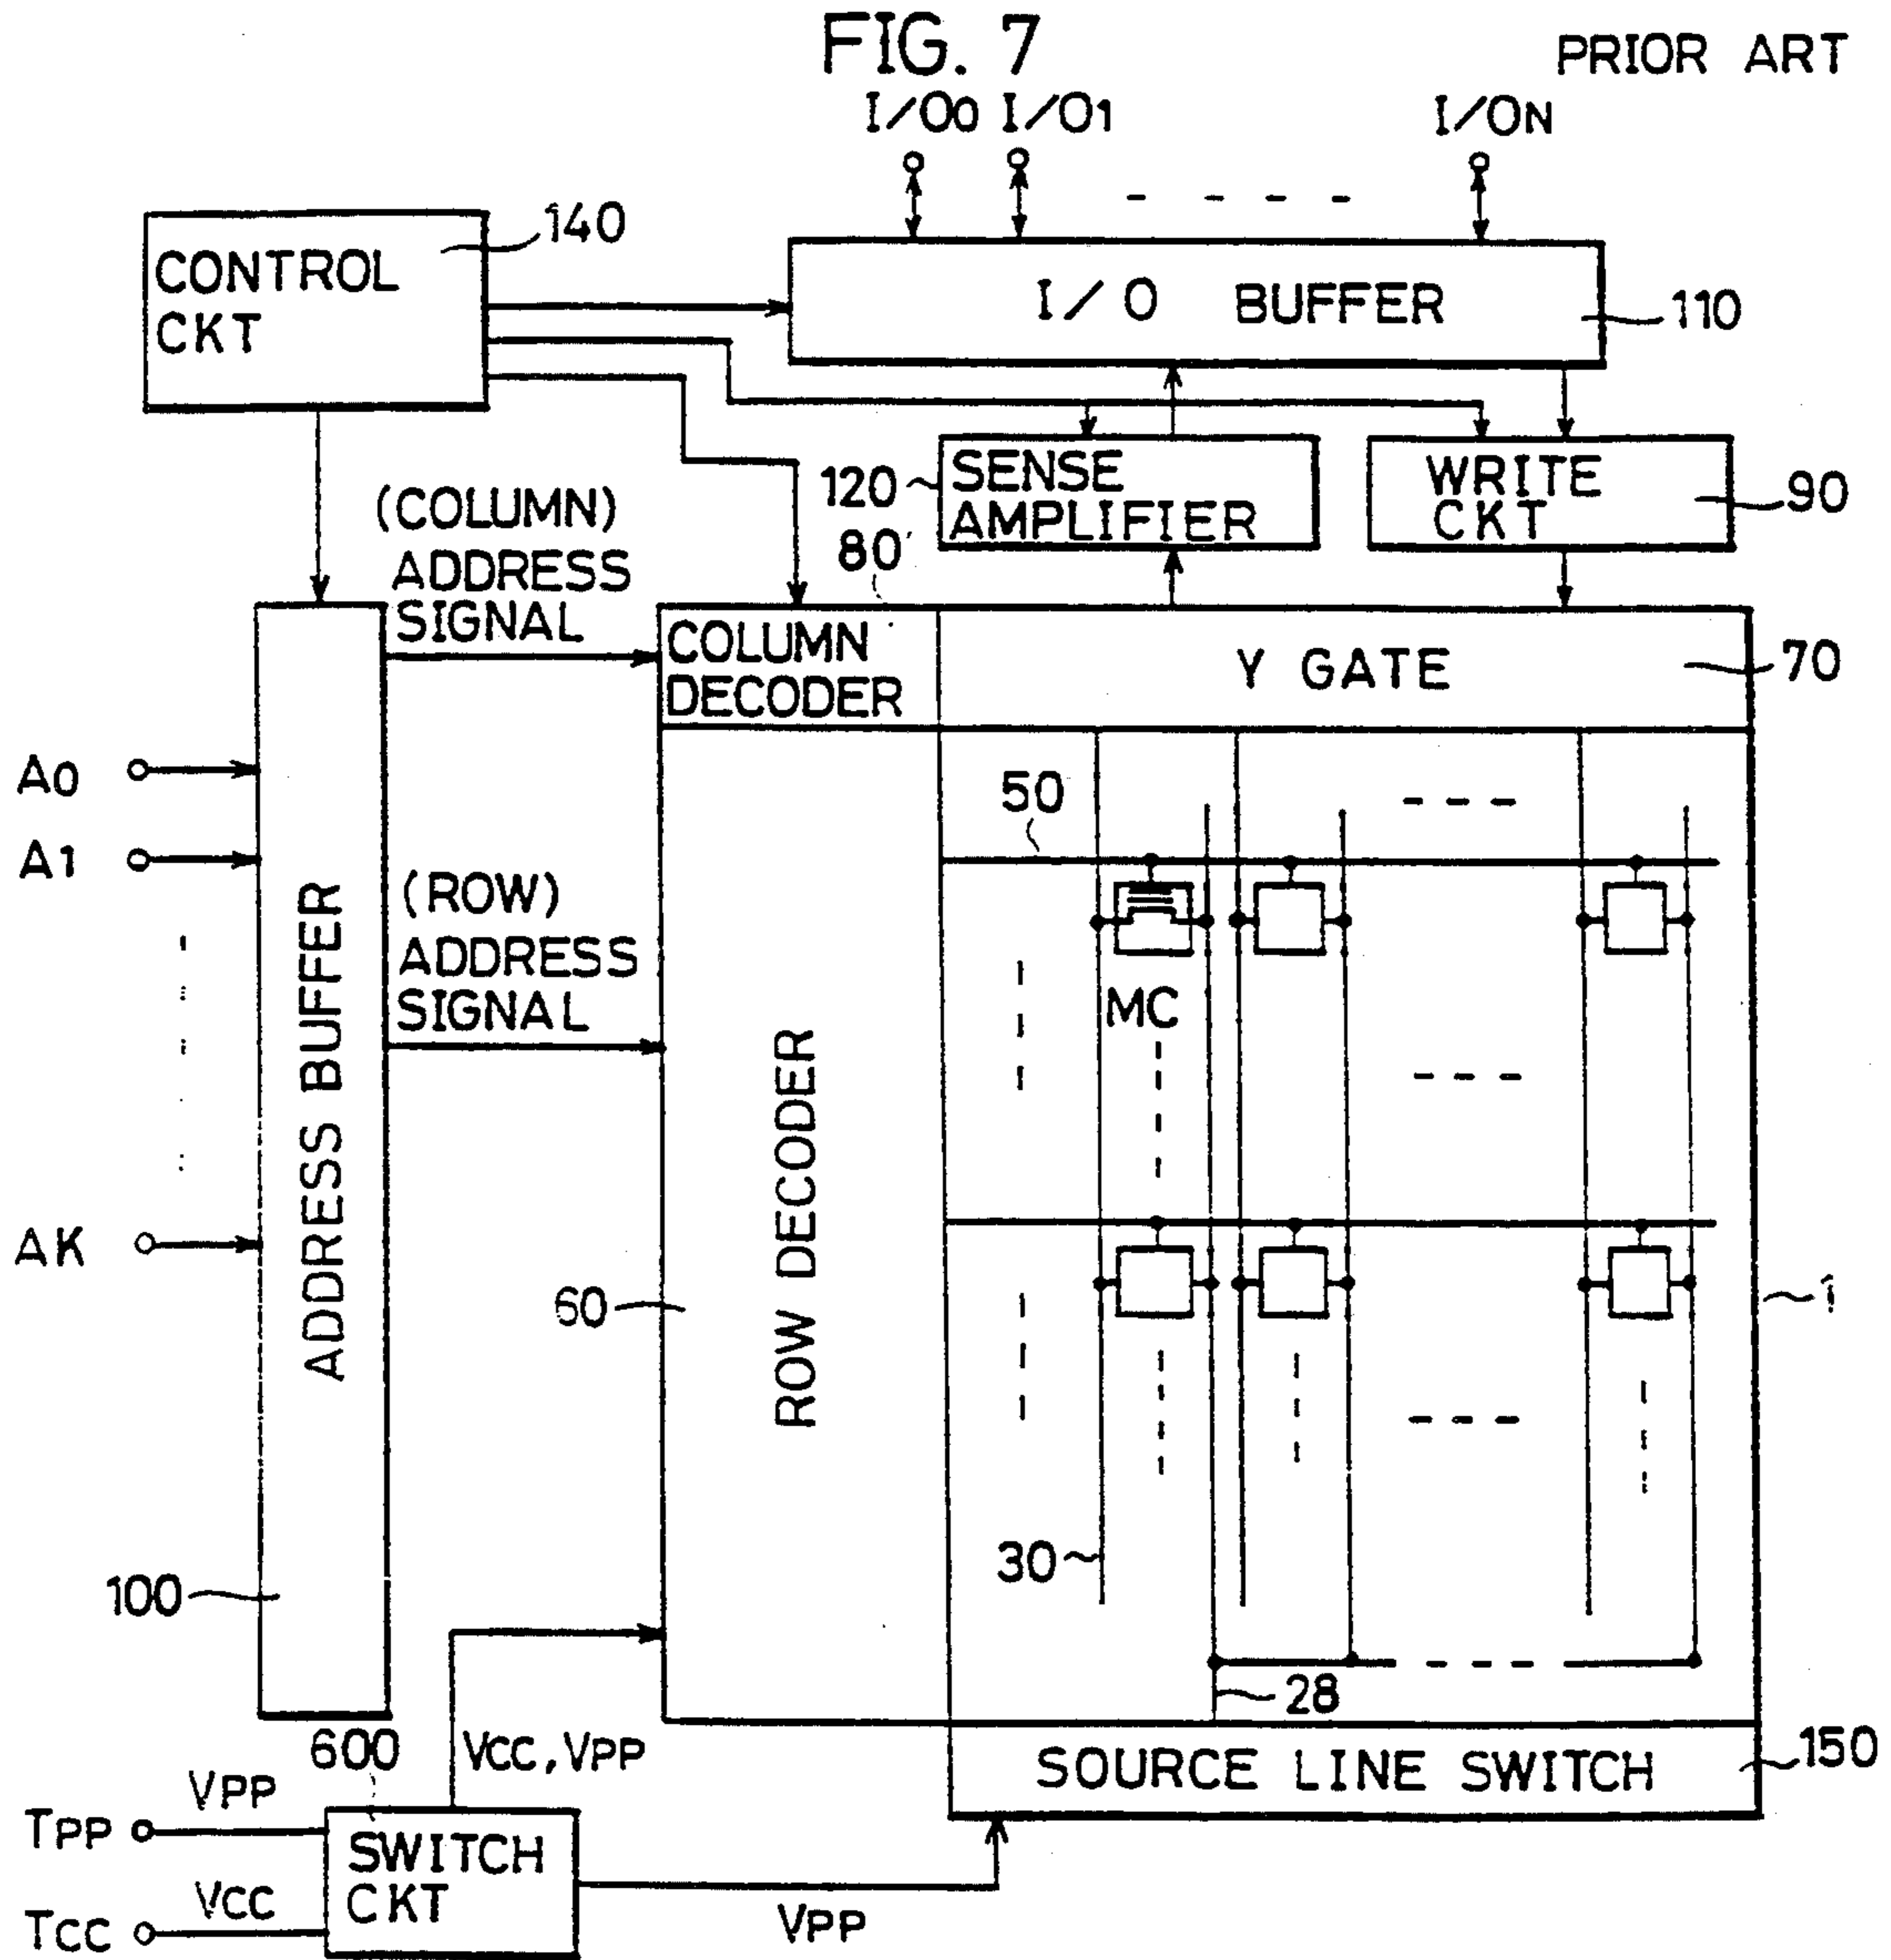 FIG. 7
PRIOR ART
I/O0 I/O1
I/ON
140
CONTROL
CKT
I/O BUFFER
110
120
SENSE
AMPLIFIER
WRITE
CKT
90
80
(COLUMN)
ADDRESS
SIGNAL
COLUMN
DECODER
Y GATE
70
A0
A1
AK
ADDRESS BUFFER
(ROW)
ADDRESS
SIGNAL
50
MC
ROW DECODER
60
1
30
100
28
600
VCC, VPP
SOURCE LINE SWITCH
150
TPP
VPP
SWITCH
CKT
TCC
VCC
VPP